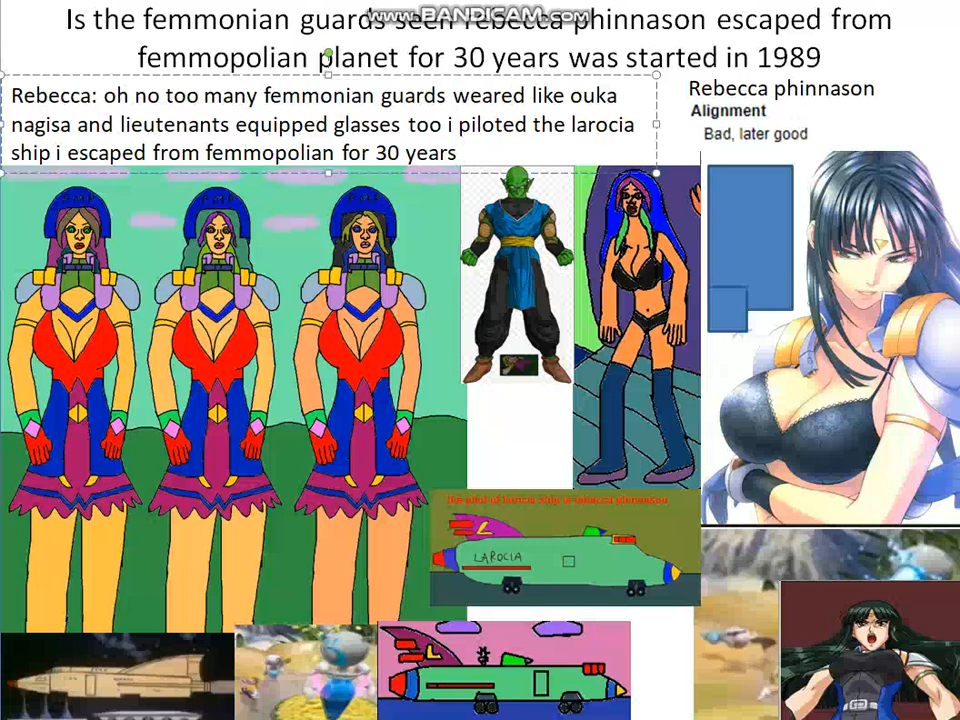 www.BANDICAM.com
Is the femmonian guards seen rebecca phinnason escaped from
femmopolian planet for 30 years was started in 1989
Rebecca: oh no too many femmonian guards weared like ouka
nagisa and lieutenants equipped glasses too i piloted the larocia
ship i escaped from femmopolian for 30 years
Rebecca phinnason
Alignment
Bad, later good
the pilot of larocia ship is rebecca phinnason
LAROCIA